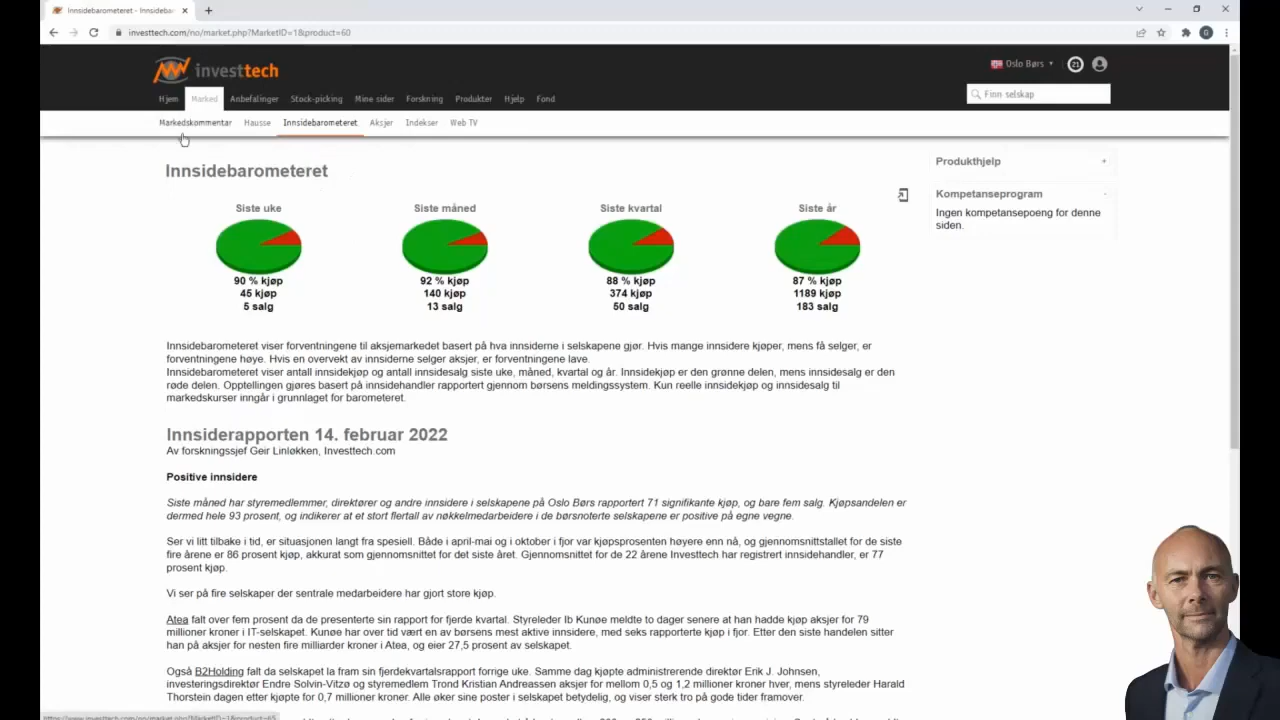 Innsidebarometeret - Innsidebar
investtech.com/no/market.php?MarketID=1&product=60
investtech
Oslo Børs
21
Hjem Marked Anbefalinger Stock-picking Mine sider Forskning Produkter Hjelp Fond
Finn selskap
Markedskommentar Hausse Innsidebarometeret Aksjer Indekser Web TV
Innsidebarometeret
Siste uke Siste måned Siste kvartal Siste år
90 % kjøp 92 % kjøp 88 % kjøp 87 % kjøp
45 kjøp 140 kjøp 374 kjøp 1189 kjøp
5 salg 13 salg 50 salg 183 salg
Produkthjelp +
Kompetanseprogram -
Ingen kompetansepoeng for denne
siden.
Innsidebarometeret viser forventningene til aksjemarkedet basert på hva innsiderne i selskapene gjør. Hvis mange innsidere kjøper, mens få selger, er
forventningene høye. Hvis en overvekt av innsiderne selger aksjer, er forventningene lave.
Innsidebarometeret viser antall innsidekjøp og antall innsidesalg siste uke, måned, kvartal og år. Innsidekjøp er den grønne delen, mens innsidesalg er den
røde delen. Opptellingen gjøres basert på innsidehandler rapportert gjennom børsens meldingssystem. Kun reelle innsidekjøp og innsidesalg til
markedskurser inngår i grunnlaget for barometeret.
Innsiderapporten 14. februar 2022
Av forskningssjef Geir Linløkken, Investtech.com
Positive innsidere
Siste måned har styremedlemmer, direktører og andre innsidere i selskapene på Oslo Børs rapportert 71 signifikante kjøp, og bare fem salg. Kjøpsandelen er
dermed hele 93 prosent, og indikerer at et stort flertall av nøkkelmedarbeidere i de børsnoterte selskapene er positive på egne vegne.
Ser vi litt tilbake i tid, er situasjonen langt fra spesiell. Både i april-mai og i oktober i fjor var kjøpsprosenten høyere enn nå, og gjennomsnittstallet for de siste
fire årene er 86 prosent kjøp, akkurat som gjennomsnittet for det siste året. Gjennomsnittet for de 22 årene Investtech har registrert innsidehandler, er 77
prosent kjøp.
Vi ser på fire selskaper der sentrale medarbeidere har gjort store kjøp.
Atea falt over fem prosent da de presenterte sin rapport for fjerde kvartal. Styreleder Ib Kunøe meldte to dager senere at han hadde kjøp aksjer for 79
millioner kroner i IT-selskapet. Kunøe har over tid vært en av børsens mest aktive innsidere, med seks rapporterte kjøp i fjor. Etter den siste handelen sitter
han på aksjer for nesten fire milliarder kroner i Atea, og eier 27,5 prosent av selskapet.
Også B2Holding falt da selskapet la fram sin fjerdekvartalsrapport forrige uke. Samme dag kjøpte administrerende direktør Erik J. Johnsen,
investeringsdirektør Endre Solvin-Vitzø og styremedlem Trond Kristian Andreassen aksjer for mellom 0,5 og 1,2 millioner kroner hver, mens styreleder Harald
Thorstein dagen etter kjøpte for 0,7 millioner kroner. Alle øker sine poster i selskapet betydelig, og viser sterk tro på gode tider framover.